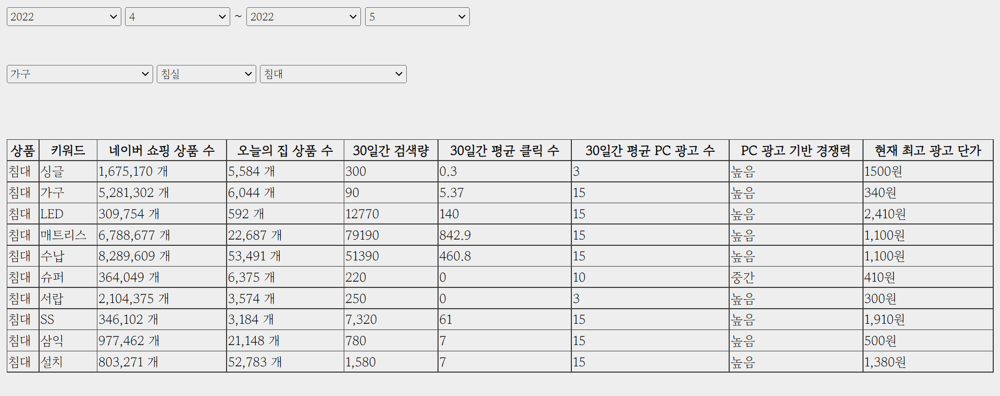 2022 4 ~ 2022 5
가구 침실 침대
상품 키워드 네이버 쇼핑 상품 수 오늘의 집 상품 수 30일간 검색량 30일간 평균 클릭 수 30일간 평균 PC 광고 수 PC 광고 기반 경쟁력 현재 최고 광고 단가
침대 싱글 1,675,170 개 5,584 개 300 0.3 3 높음 1500원
침대 가구 5,281,302 개 6,044 개 90 5.37 15 높음 340원
침대 LED 309,754 개 592 개 12770 140 15 높음 2,410원
침대 매트리스 6,788,677 개 22,687 개 79190 842.9 15 높음 1,100원
침대 수납 8,289,609 개 53,491 개 51390 460.8 15 높음 1,100원
침대 슈퍼 364,049 개 6,375 개 220 0 10 중간 410원
침대 서랍 2,104,375 개 3,574 개 250 0 3 높음 300원
침대 SS 346,102 개 3,184 개 7,320 61 15 높음 1,910원
침대 삼익 977,462 개 21,148 개 780 7 15 높음 500원
침대 설치 803,271 개 52,783 개 1,580 7 15 높음 1,380원